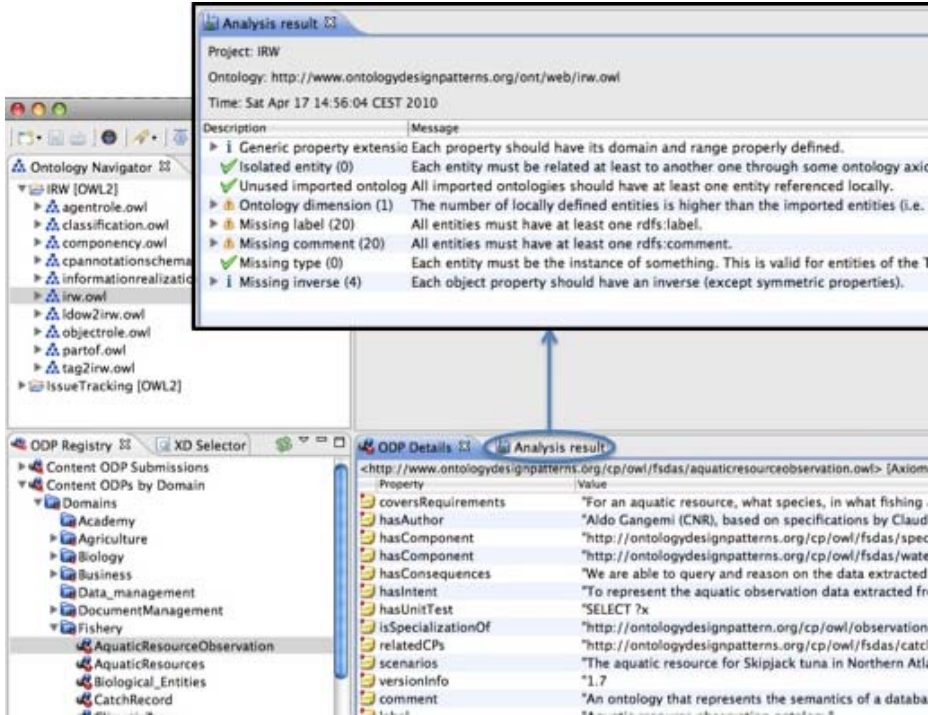 Analysis result
Project: IRW
Ontology: http://www.ontologydesignpatterns.org/ont/web/irw.owl
Time: Sat Apr 17 14:56:04 CEST 2010
Description Message
i Generic property extensio Each property should have its domain and range properly defined.
Isolated entity (0) Each entity must be related at least to another one through some ontology axio
Unused imported ontolog All imported ontologies should have at least one entity referenced locally.
Ontology dimension (1) The number of locally defined entities is higher than the imported entities (i.e.
Missing label (20) All entities must have at least one rdfs:label.
Missing comment (20) All entities must have at least one rdfs:comment.
Missing type (0) Each entity must be the instance of something. This is valid for entities of the T
i Missing inverse (4) Each object property should have an inverse (except symmetric properties).
Ontology Navigator
IRW [OWL2]
agentrole.owl
classification.owl
componency.owl
cpannotationschema
informationrealizatio
irw.owl
ldow2irw.owl
objectrole.owl
partof.owl
tag2irw.owl
IssueTracking [OWL2]
ODP Registry XD Selector
Content ODP Submissions
Content ODPs by Domain
Domains
Academy
Agriculture
Biology
Business
Data_management
DocumentManagement
Fishery
AquaticResourceObservation
AquaticResources
Biological_Entities
CatchRecord
ODP Details Analysis result
<http://www.ontologydesignpatterns.org/cp/owl/fsdas/aquaticresourceobservation.owl> [Axiom
Property Value
coversRequirements "For an aquatic resource, what species, in what fishing
hasAuthor "Aldo Gangemi (CNR), based on specifications by Claud
hasComponent "http://ontologydesignpatterns.org/cp/owl/fsdas/spec
hasComponent "http://ontologydesignpatterns.org/cp/owl/fsdas/wate
hasConsequences "We are able to query and reason on the data extracted
hasIntent "To represent the aquatic observation data extracted fr
hasUnitTest "SELECT ?x
isSpecializationOf "http://ontologydesignpattern.org/cp/owl/observation
relatedCPs "http://ontologydesignpatterns.org/cp/owl/fsdas/catc
scenarios "The aquatic resource for Skipjack tuna in Northern Atla
versionInfo "1.7
comment "An ontology that represents the semantics of a databa